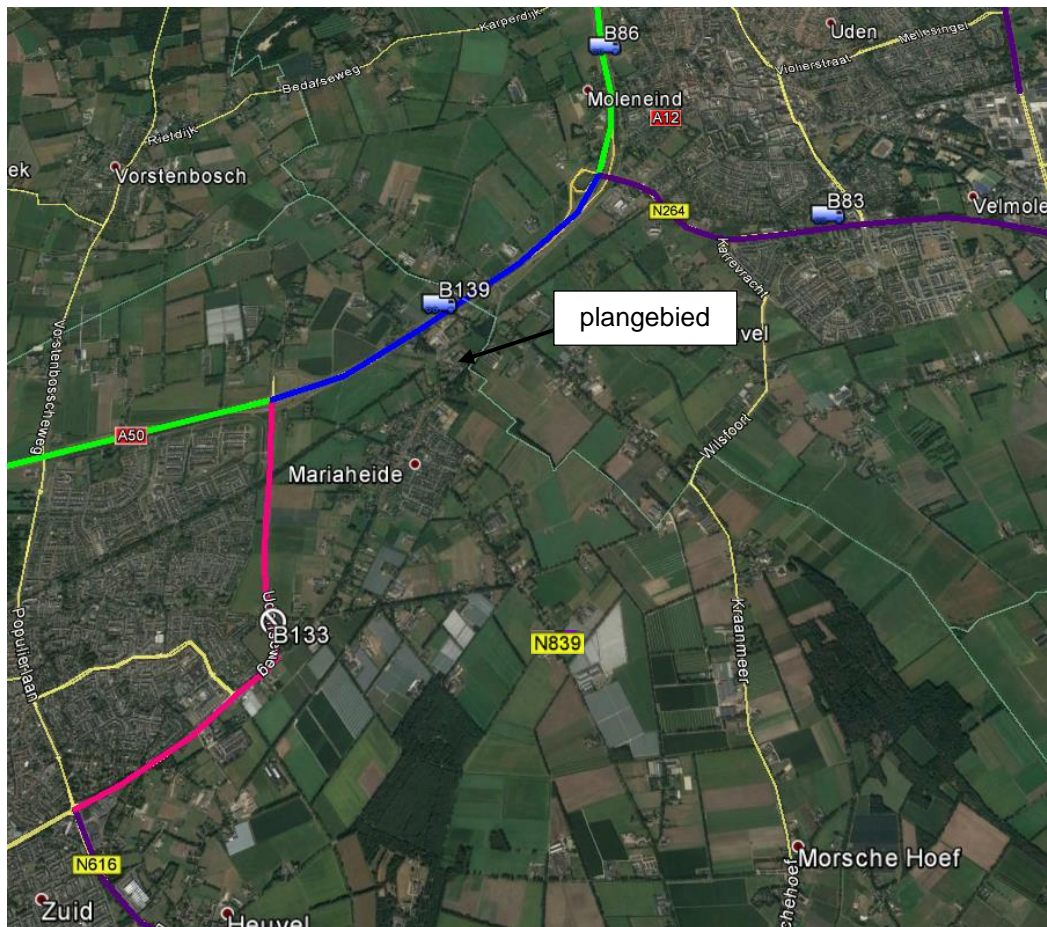 B86
Uden
Karperdijk
Mellesingel
Violierstraat
Bedafseweg
Moleneind
A12
Rietdijk
ek
Vorstenbosch
B83
Velmole
N264
Karrevracht
B139
plangebied
vel
Vorstenbosscheweg
A50
Wilsfoort
Mariaheide
Populierlaan
B133
N839
Kraanmeer
N616
Morsche Hoef
chehoef
Zuid
Heuvel